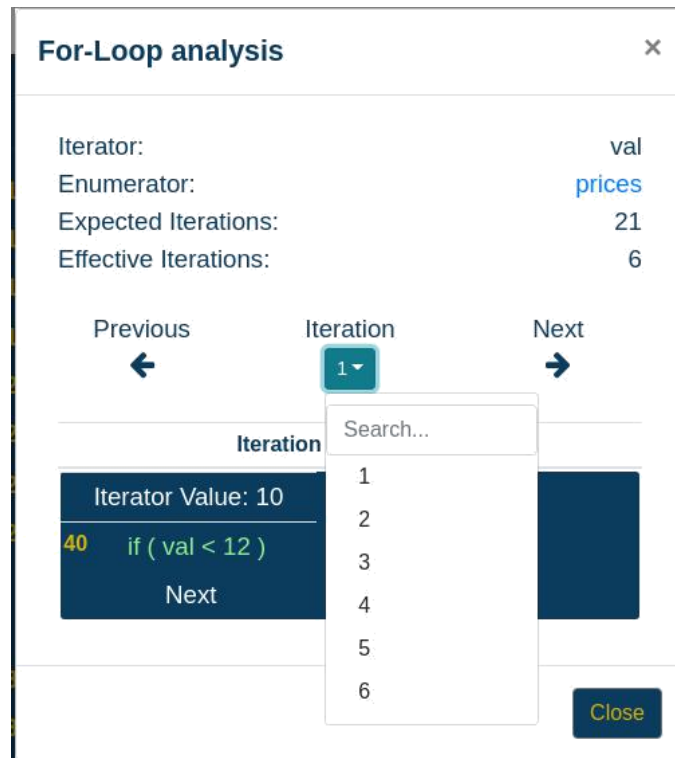 For-Loop analysis ×
Iterator: val
Enumerator: prices
Expected Iterations: 21
Effective Iterations: 6
Previous Iteration Next
1
Search...
Iteration
1
Iterator Value: 10
2
40 if ( val < 12 )
3
Next
4
5
6
Close